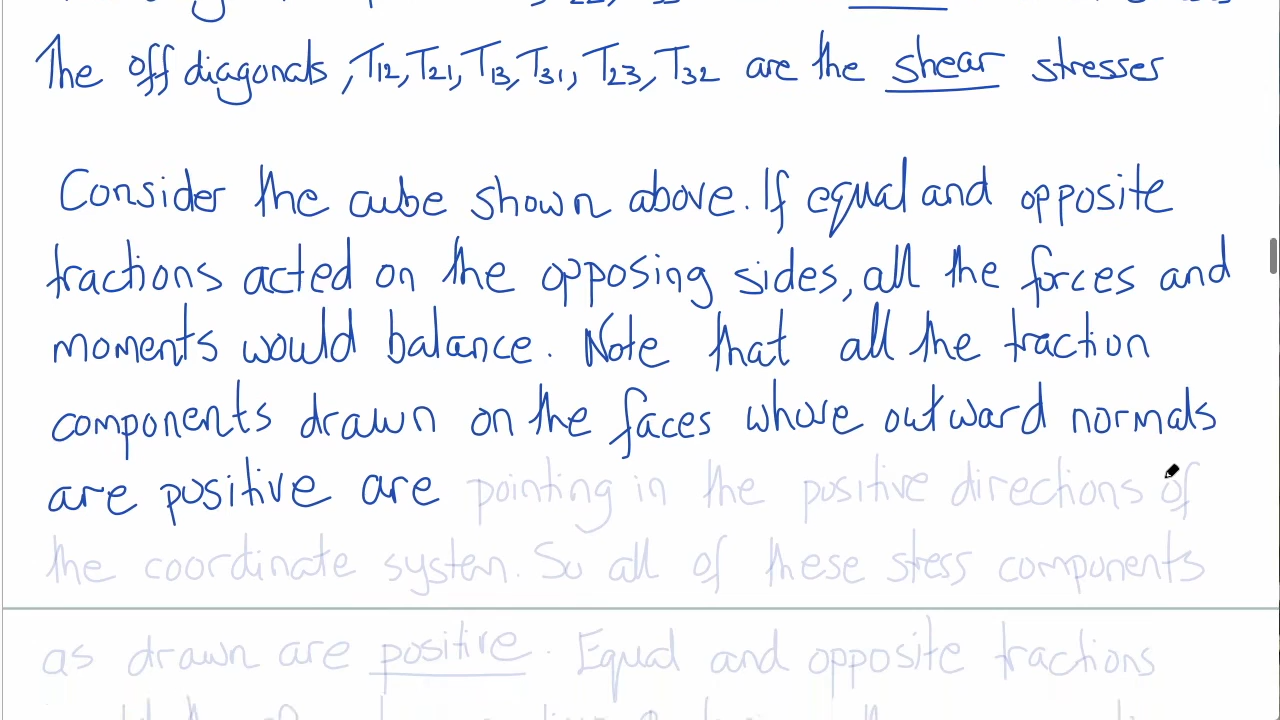 The off diagonals, T12, T21, T13, T31, T23, T32 are the shear stresses
Consider the cube shown above. If equal and opposite
tractions acted on the opposing sides, all the forces and
moments would balance. Note that all the traction
components drawn on the faces whose outward normals
are positive are pointing in the positive directions of
the coordinate system. So all of these stress components
as drawn are positive. Equal and opposite tractions